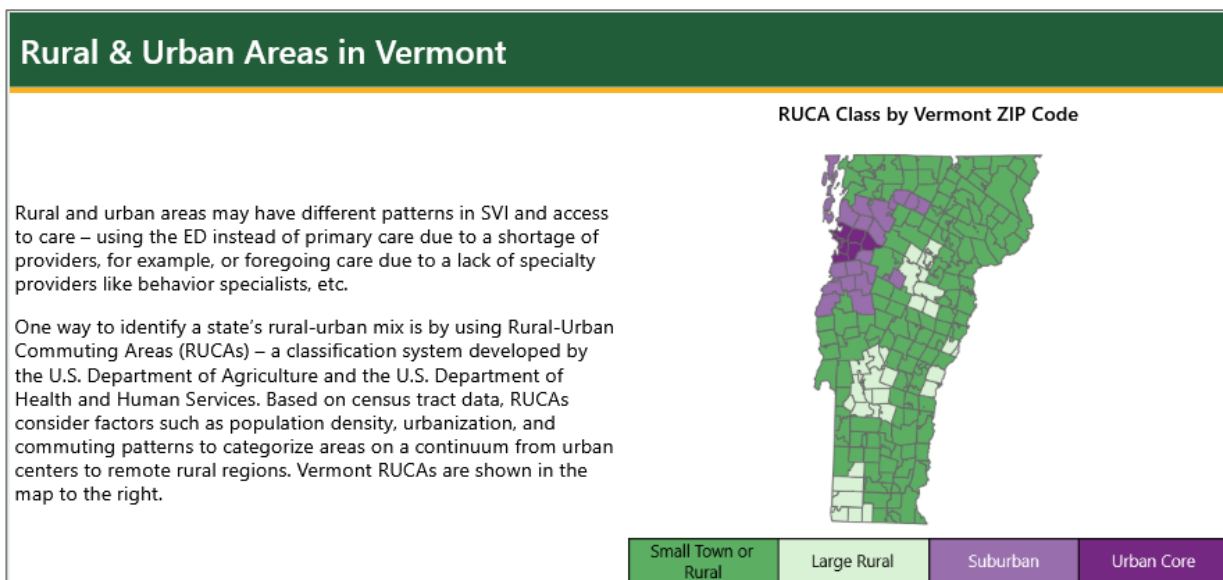 Rural & Urban Areas in Vermont
RUCA Class by Vermont ZIP Code
Rural and urban areas may have different patterns in SVI and access
to care – using the ED instead of primary care due to a shortage of
providers, for example, or foregoing care due to a lack of specialty
providers like behavior specialists, etc.
One way to identify a state’s rural-urban mix is by using Rural-Urban
Commuting Areas (RUCAs) – a classification system developed by
the U.S. Department of Agriculture and the U.S. Department of
Health and Human Services. Based on census tract data, RUCAs
consider factors such as population density, urbanization, and
commuting patterns to categorize areas on a continuum from urban
centers to remote rural regions. Vermont RUCAs are shown in the
map to the right.
Small Town or
Rural
Large Rural
Suburban
Urban Core